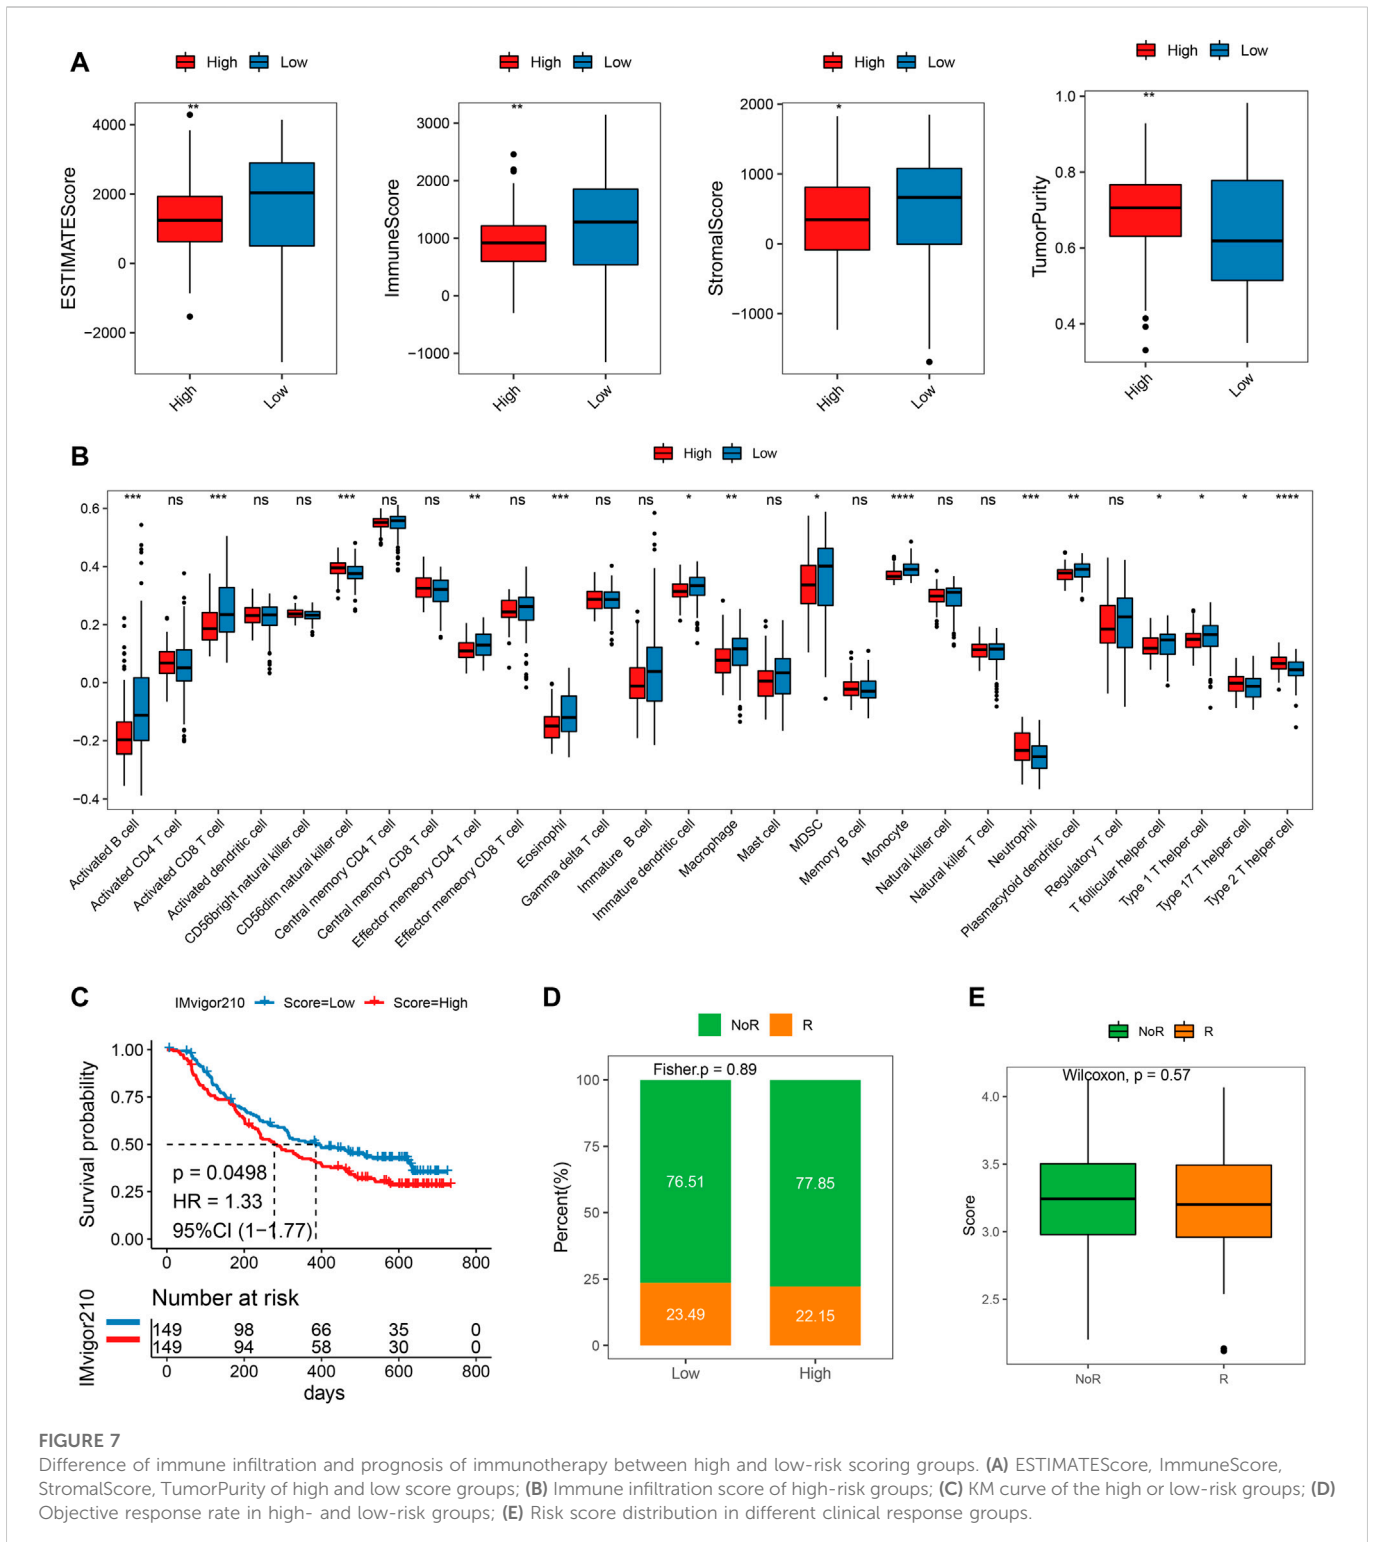 A
High Low
High Low
High Low
High Low
**
**
*
**
ESTIMATEScore
4000
2000
0
−2000
High
Low
ImmuneScore
3000
2000
1000
0
−1000
High
Low
StromalScore
2000
1000
0
−1000
High
Low
TumorPurity
1.0
0.8
0.6
0.4
High
Low
B
High Low
*** ns *** ns ns *** ns ns ** ns *** ns ns * ** ns * ns **** ns ns *** ** ns * * * ****
0.6
0.4
0.2
0.0
−0.2
−0.4
Activated B cell
Activated CD4 T cell
Activated CD8 T cell
Activated dendritic cell
CD56bright natural killer cell
CD56dim natural killer cell
Central memory CD4 T cell
Central memory CD8 T cell
Effector memory CD4 T cell
Effector memory CD8 T cell
Eosinophil
Gamma delta T cell
Immature B cell
Immature dendritic cell
Macrophage
Mast cell
MDSC
Memory B cell
Monocyte
Natural killer cell
Natural killer T cell
Neutrophil
Plasmacytoid dendritic cell
Regulatory T cell
T follicular helper cell
Type 1 T helper cell
Type 17 T helper cell
Type 2 T helper cell
C
IMvigor210 Score=Low Score=High
Survival probability
1.00
0.75
0.50
0.25
0.00
p = 0.0498
HR = 1.33
95%CI (1−1.77)
0 200 400 600 800
Number at risk
IMvigor210
149 98 66 35 0
149 94 58 30 0
0 200 400 600 800
days
D
NoR R
Fisher.p = 0.89
Percent(%)
100
75
50
25
0
76.51
77.85
23.49
22.15
Low High
E
NoR R
Wilcoxon, p = 0.57
Score
4.0
3.5
3.0
2.5
NoR R
FIGURE 7
Difference of immune infiltration and prognosis of immunotherapy between high and low-risk scoring groups. (A) ESTIMATEScore, ImmuneScore,
StromalScore, TumorPurity of high and low score groups; (B) Immune infiltration score of high-risk groups; (C) KM curve of the high or low-risk groups; (D)
Objective response rate in high- and low-risk groups; (E) Risk score distribution in different clinical response groups.